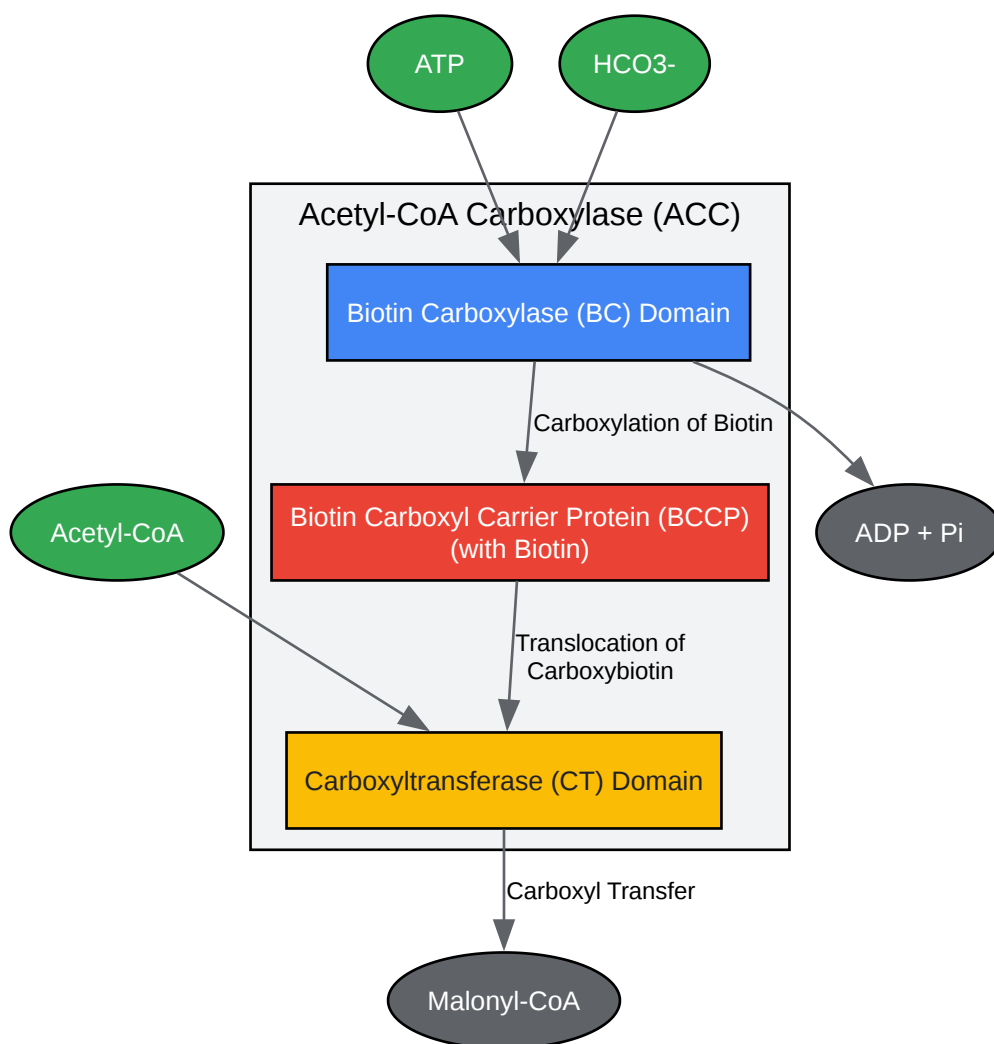 ATP
HCO3-
Acetyl-CoA Carboxylase (ACC)
Biotin Carboxylase (BC) Domain
Carboxylation of Biotin
Acetyl-CoA
Biotin Carboxyl Carrier Protein (BCCP)
(with Biotin)
ADP + Pi
Translocation of
Carboxybiotin
Carboxyltransferase (CT) Domain
Carboxyl Transfer
Malonyl-CoA